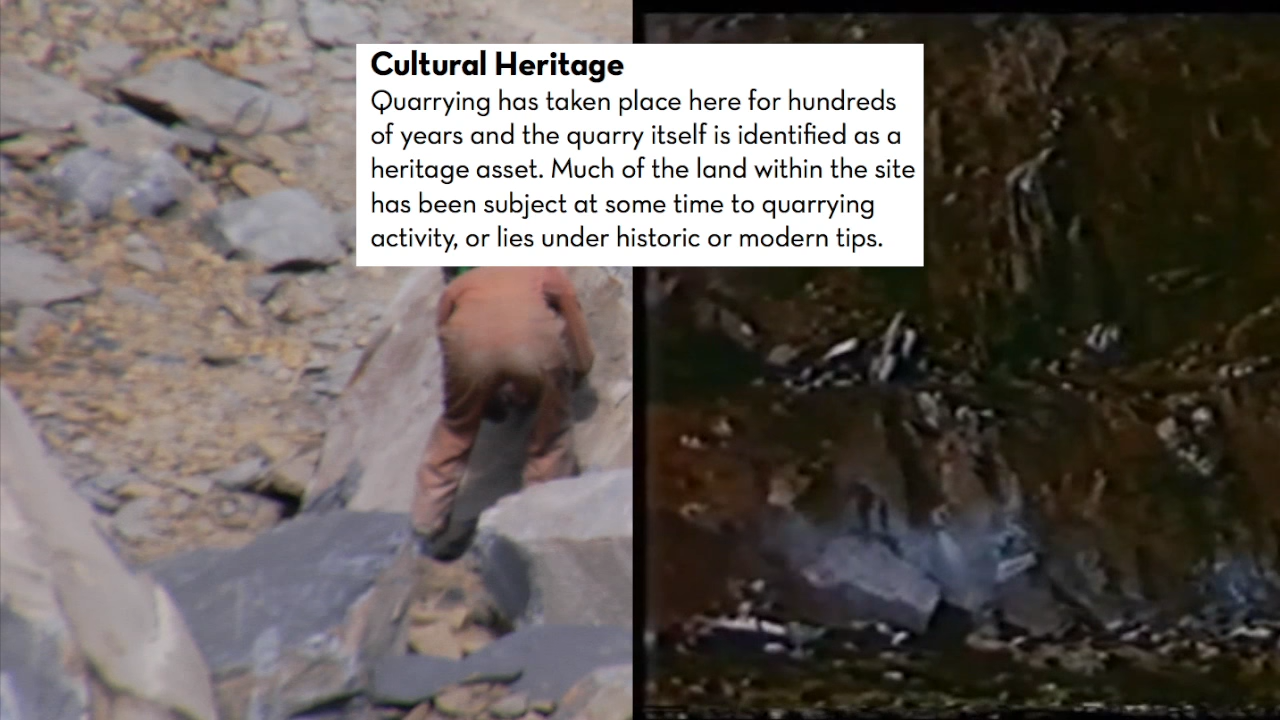 Cultural Heritage
Quarrying has taken place here for hundreds
of years and the quarry itself is identified as a
heritage asset. Much of the land within the site
has been subject at some time to quarrying
activity, or lies under historic or modern tips.